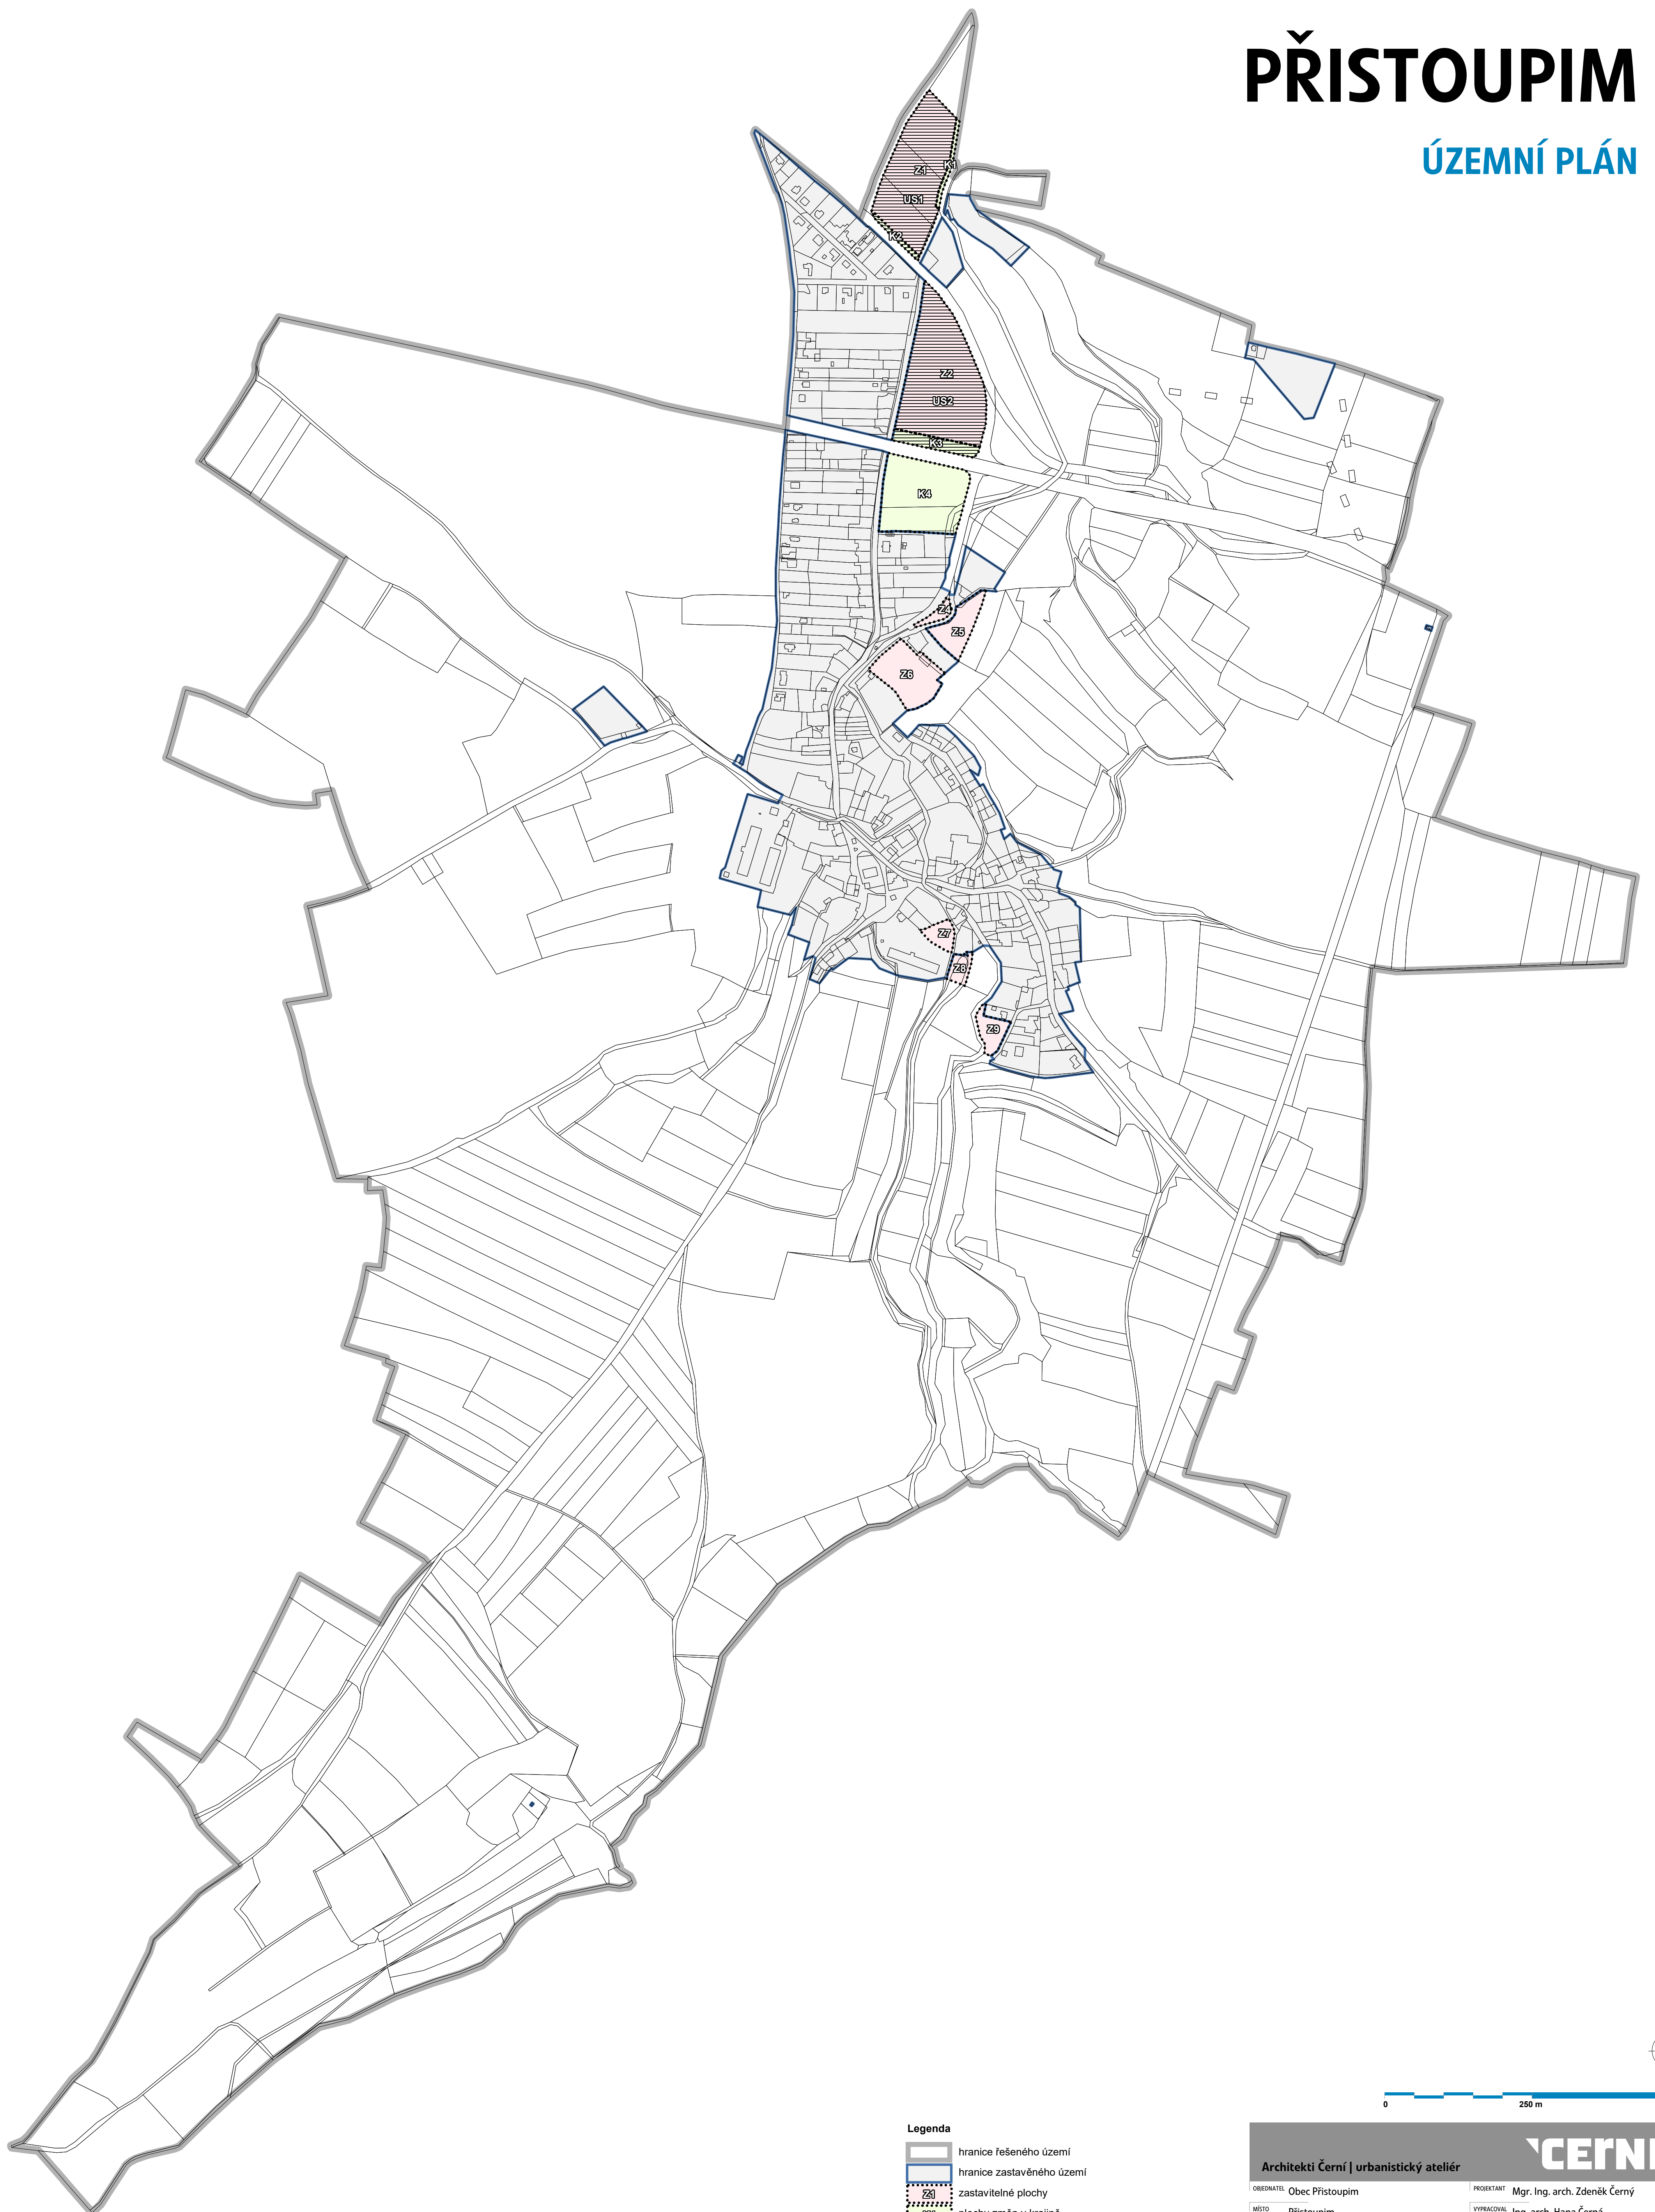 PŘISTOUPIM
ÚZEMNÍ PLÁN
Z1
K1
US1
K2
Z2
US2
K3
K4
Z4
Z5
Z6
Z7
Z8
Z9
0
250 m
Legenda
hranice řešeného území
hranice zastavěného území
Z1 zastavitelné plochy
Architekti Černí | urbanistický ateliér
OBJEDNATEL Obec Přistoupim
PROJEKTANT Mgr. Ing. arch. Zdeněk Černý